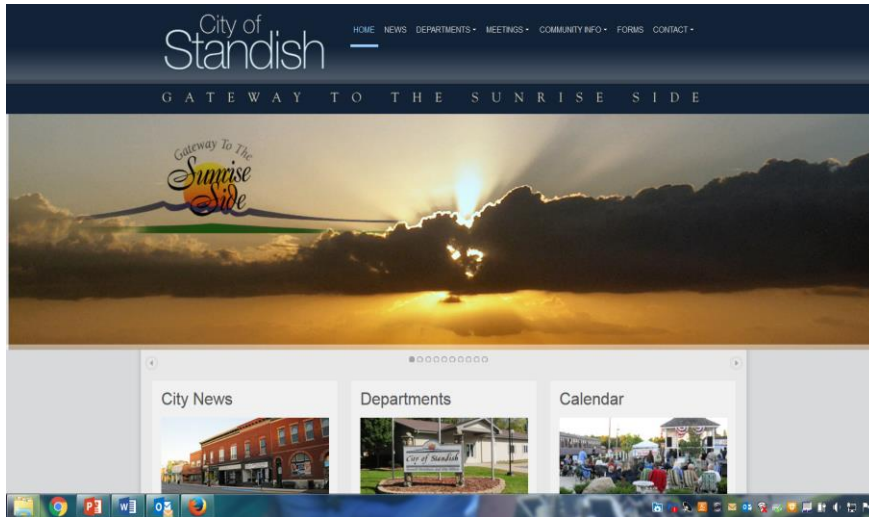 City of
Standish
HOME NEWS DEPARTMENTS MEETINGS COMMUNITY INFO FORMS CONTACT
GATEWAY TO THE SUNRISE SIDE
Gateway To The
Sunrise
Side
City News
Departments
Calendar
City of Standish